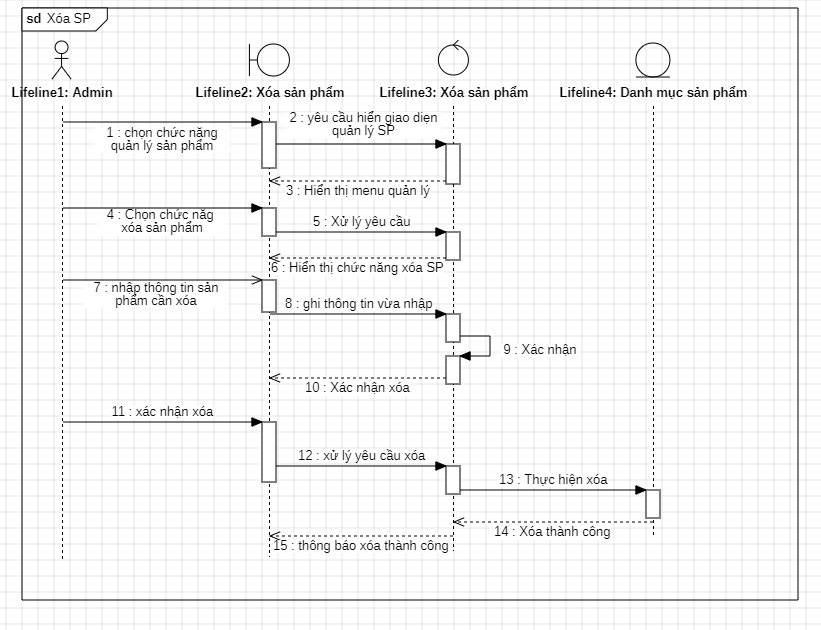 sd Xóa SP
Lifeline1: Admin
Lifeline2: Xóa sản phẩm
Lifeline3: Xóa sản phẩm
Lifeline4: Danh mục sản phẩm
1 : chọn chức năng
quản lý sản phẩm
2 : yêu cầu hiển giao diẹn
quản lý SP
3 : Hiển thị menu quản lý
4 : Chọn chức năg
xóa sản phẩm
5 : Xử lý yêu cầu
6 : Hiển thị chức năng xóa SP
7 : nhập thông tin sản
phẩm cần xóa
8 : ghi thông tin vừa nhập
9 : Xác nhận
10 : Xác nhận xóa
11 : xác nhận xóa
12 : xử lý yêu cầu xóa
13 : Thực hiện xóa
14 : Xóa thành công
15 : thông báo xóa thành công